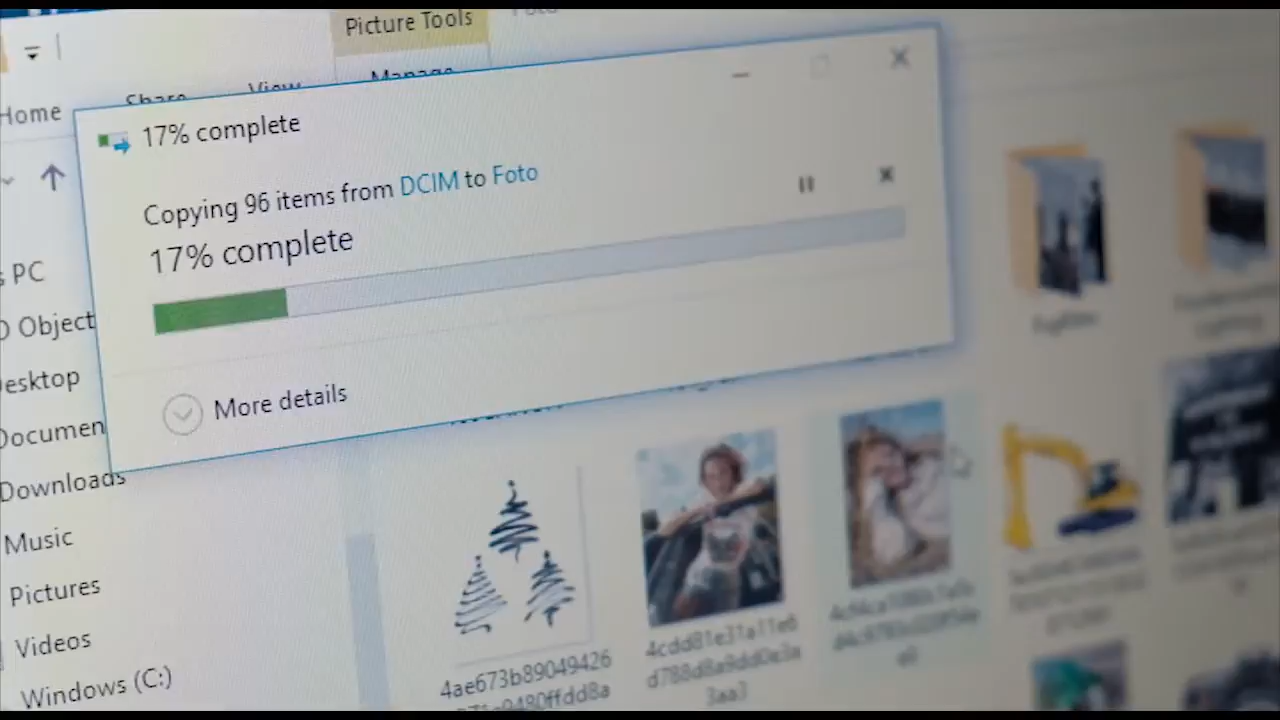 Picture Tools
Foto
Home
Share
View
Manage
17% complete
Copying 96 items from DCIM to Foto
17% complete
More details
s PC
D Object
Desktop
Documen
Downloads
Music
Pictures
Videos
Windows (C:)
4ae673b89049426
4cdd81e31a11e6
d788d8a9dd0e3a
3aa3